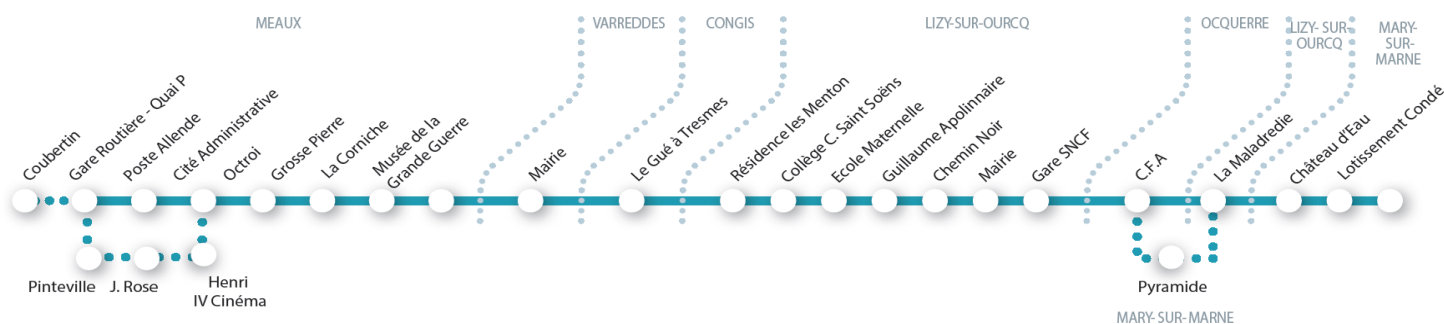 MEAUX
VARREDDES
CONGIS
LIZY-SUR-OURCQ
OCQUERRE
LIZY- SUR-
OURCQ
MARY-
SUR-
MARNE
Coubertin
Gare Routière - Quai P
Poste Allende
Cité Administrative
Octroi
Grosse Pierre
La Corniche
Musée de la
Grande Guerre
Mairie
Le Gué à Tresmes
Résidence les Menton
Collège C. Saint Soëns
Ecole Maternelle
Guillaume Apolinnaire
Chemin Noir
Mairie
Gare SNCF
C.F.A
La Maladredie
Château d'Eau
Lotissement Condé
Pinteville
J. Rose
Henri
IV Cinéma
Pyramide
MARY- SUR- MARNE